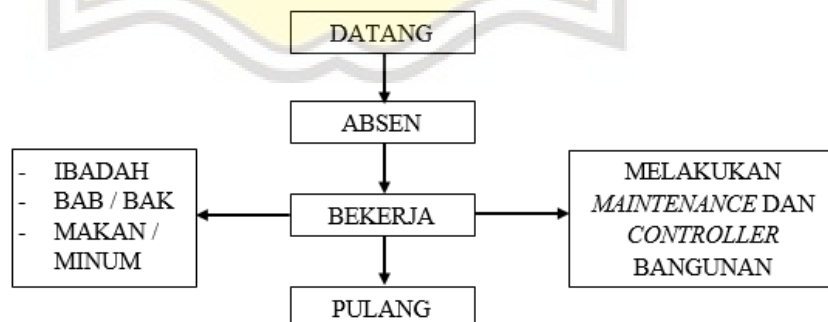 DATANG
ABSEN
- IBADAH
- BAB / BAK
- MAKAN /
MINUM
BEKERJA
MELAKUKAN
MAINTENANCE DAN
CONTROLLER
BANGUNAN
PULANG